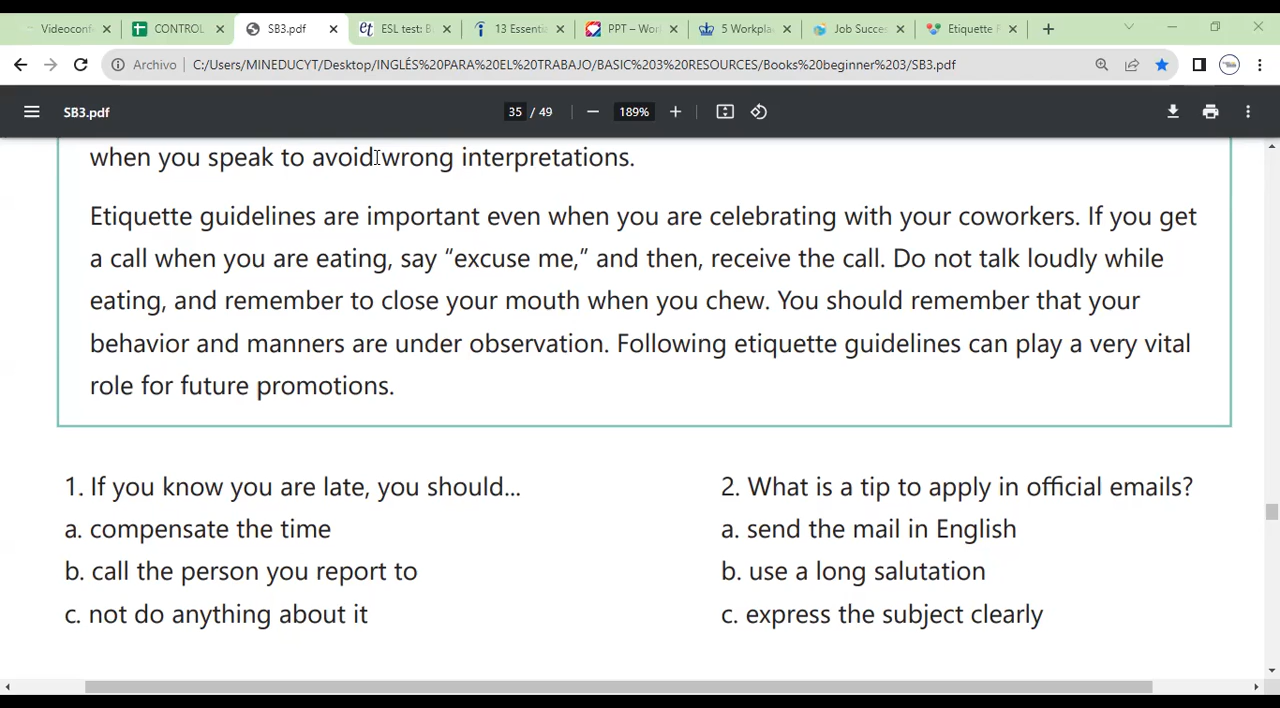 Videoconf
CONTROL
SB3.pdf
et ESL test: B
13 Essentia
PPT – Wor
5 Workpla
Job Succes
Etiquette F
Archivo | C:/Users/MINEDUCYT/Desktop/INGLÉS%20PARA%20EL%20TRABAJO/BASIC%203%20RESOURCES/Books%20beginner%203/SB3.pdf
SB3.pdf
35 / 49
189%
when you speak to avoid wrong interpretations.
Etiquette guidelines are important even when you are celebrating with your coworkers. If you get
a call when you are eating, say “excuse me,” and then, receive the call. Do not talk loudly while
eating, and remember to close your mouth when you chew. You should remember that your
behavior and manners are under observation. Following etiquette guidelines can play a very vital
role for future promotions.
1. If you know you are late, you should...
a. compensate the time
b. call the person you report to
c. not do anything about it
2. What is a tip to apply in official emails?
a. send the mail in English
b. use a long salutation
c. express the subject clearly